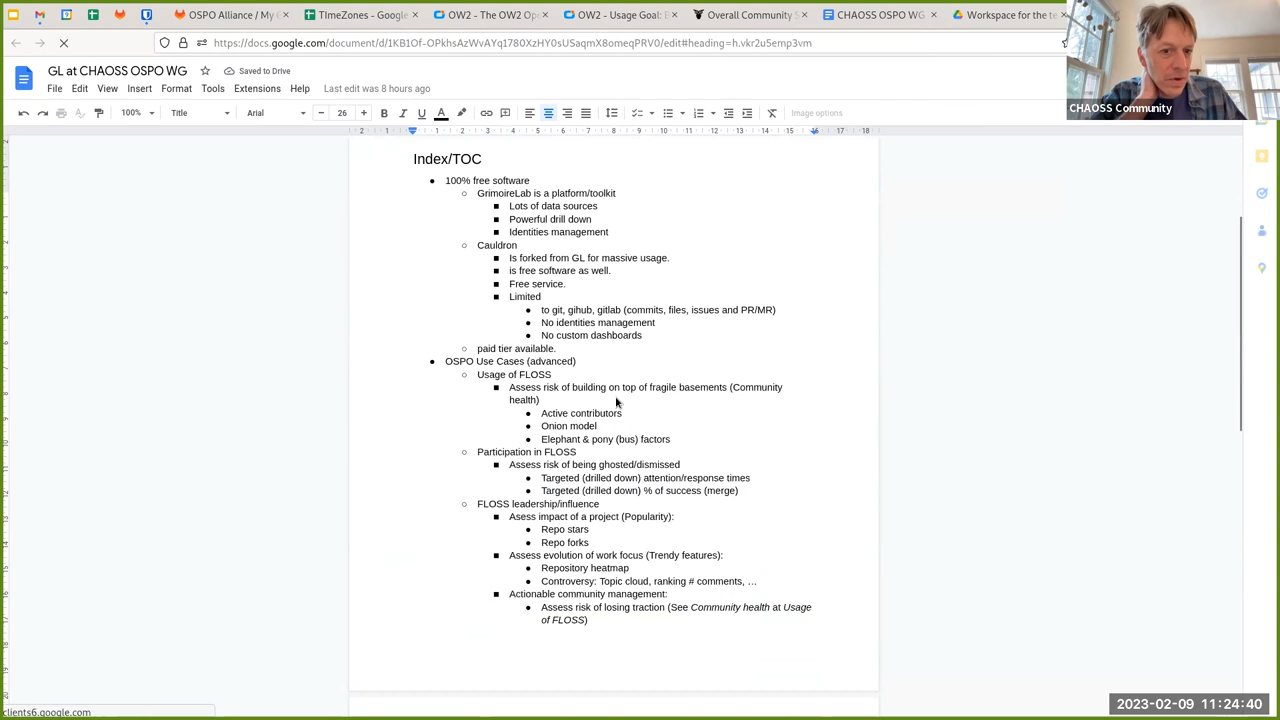 OSPO Alliance / My
TImeZones - Google
OW2 - The OW2 Op
OW2 - Usage Goal: B
Overall Community S
CHAOSS OSPO WG
Workspace for the te
https://docs.google.com/document/d/1KB1Of-OPkhsAzWvAYq1780XzHY0sUSaqmX8omeqPRV0/edit#heading=h.vkr2u5emp3vm
GL at CHAOSS OSPO WG
Saved to Drive
File Edit View Insert Format Tools Extensions Help Last edit was 8 hours ago
100% Title Arial 26 Image options
CHAOSS Community
Index/TOC
● 100% free software
○ GrimoireLab is a platform/toolkit
■ Lots of data sources
■ Powerful drill down
■ Identities management
○ Cauldron
■ Is forked from GL for massive usage.
■ is free software as well.
■ Free service.
■ Limited
● to git, gihub, gitlab (commits, files, issues and PR/MR)
● No identities management
● No custom dashboards
○ paid tier available.
● OSPO Use Cases (advanced)
○ Usage of FLOSS
■ Assess risk of building on top of fragile basements (Community
health)
● Active contributors
● Onion model
● Elephant & pony (bus) factors
○ Participation in FLOSS
■ Assess risk of being ghosted/dismissed
● Targeted (drilled down) attention/response times
● Targeted (drilled down) % of success (merge)
○ FLOSS leadership/influence
■ Asess impact of a project (Popularity):
● Repo stars
● Repo forks
■ Assess evolution of work focus (Trendy features):
● Repository heatmap
● Controversy: Topic cloud, ranking # comments, …
■ Actionable community management:
● Assess risk of losing traction (See Community health at Usage
of FLOSS)
clients6.google.com
2023-02-09 11:24:40